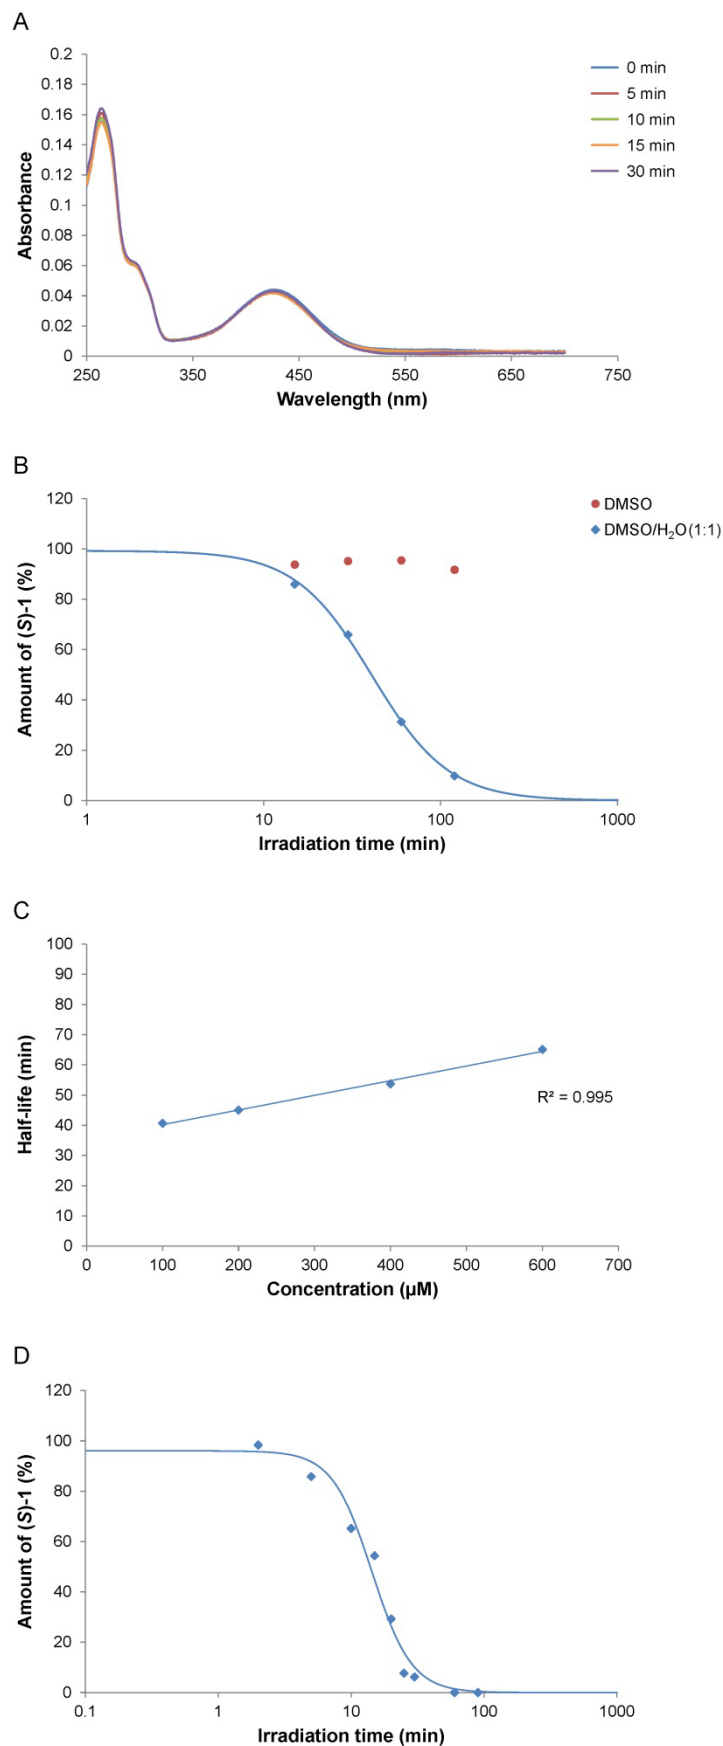 A
0.2
0.18
0.16
0.14
0.12
0.1
0.08
0.06
0.04
0.02
0
Absorbance
250 350 450 550 650 750
Wavelength (nm)
0 min
5 min
10 min
15 min
30 min
B
120
100
80
60
40
20
0
Amount of (S)-1 (%)
1 10 100 1000
Irradiation time (min)
DMSO
DMSO/H₂O(1:1)
C
100
90
80
70
60
50
40
30
20
10
0
Half-life (min)
R² = 0.995
0 100 200 300 400 500 600 700
Concentration (µM)
D
120
100
80
60
40
20
0
Amount of (S)-1 (%)
0.1 1 10 100 1000
Irradiation time (min)